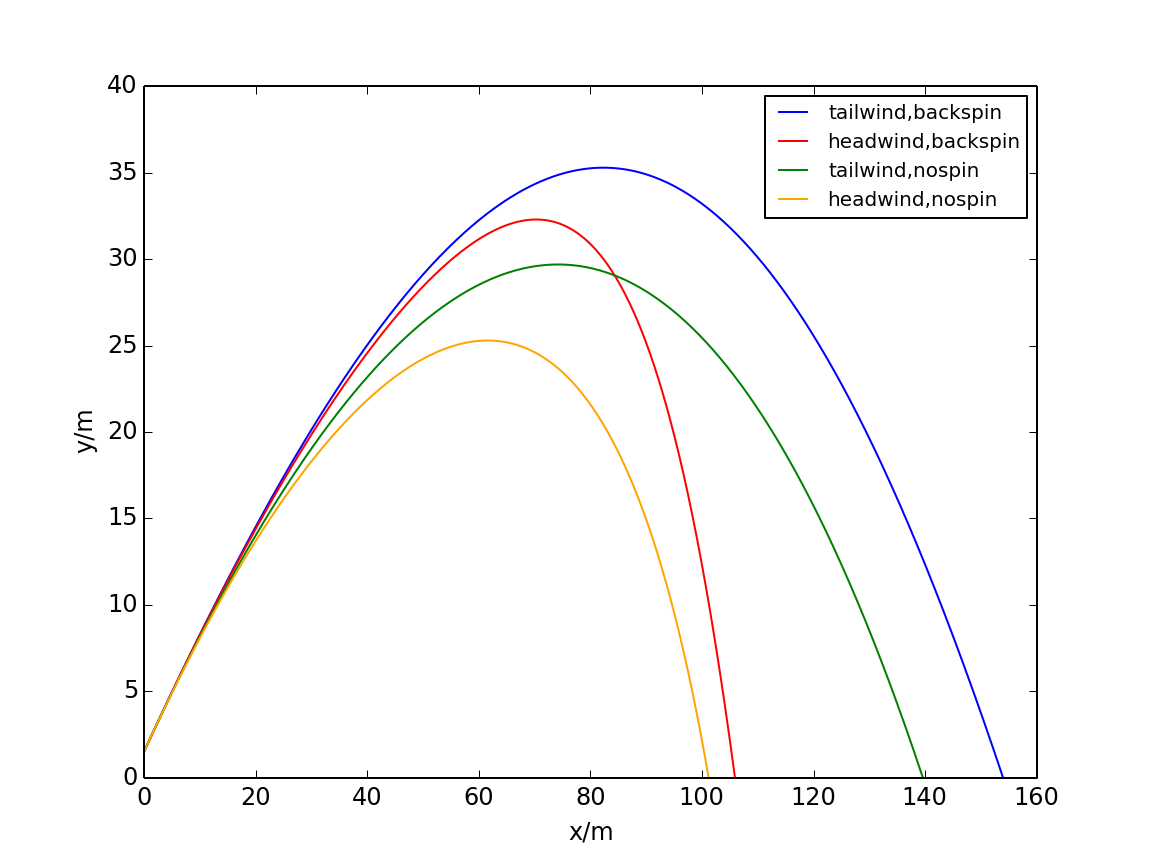 40
35
30
25
20
15
10
5
0
y/m
tailwind,backspin
headwind,backspin
tailwind,nospin
headwind,nospin
0 20 40 60 80 100 120 140 160
x/m